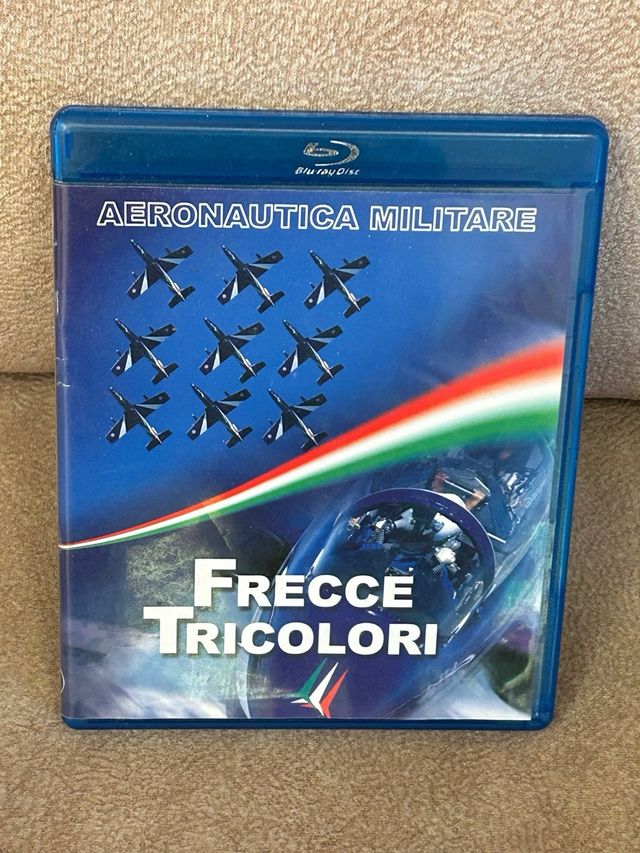 Blu-ray Disc
AERONAUTICA MILITARE
FRECCE
TRICOLORI